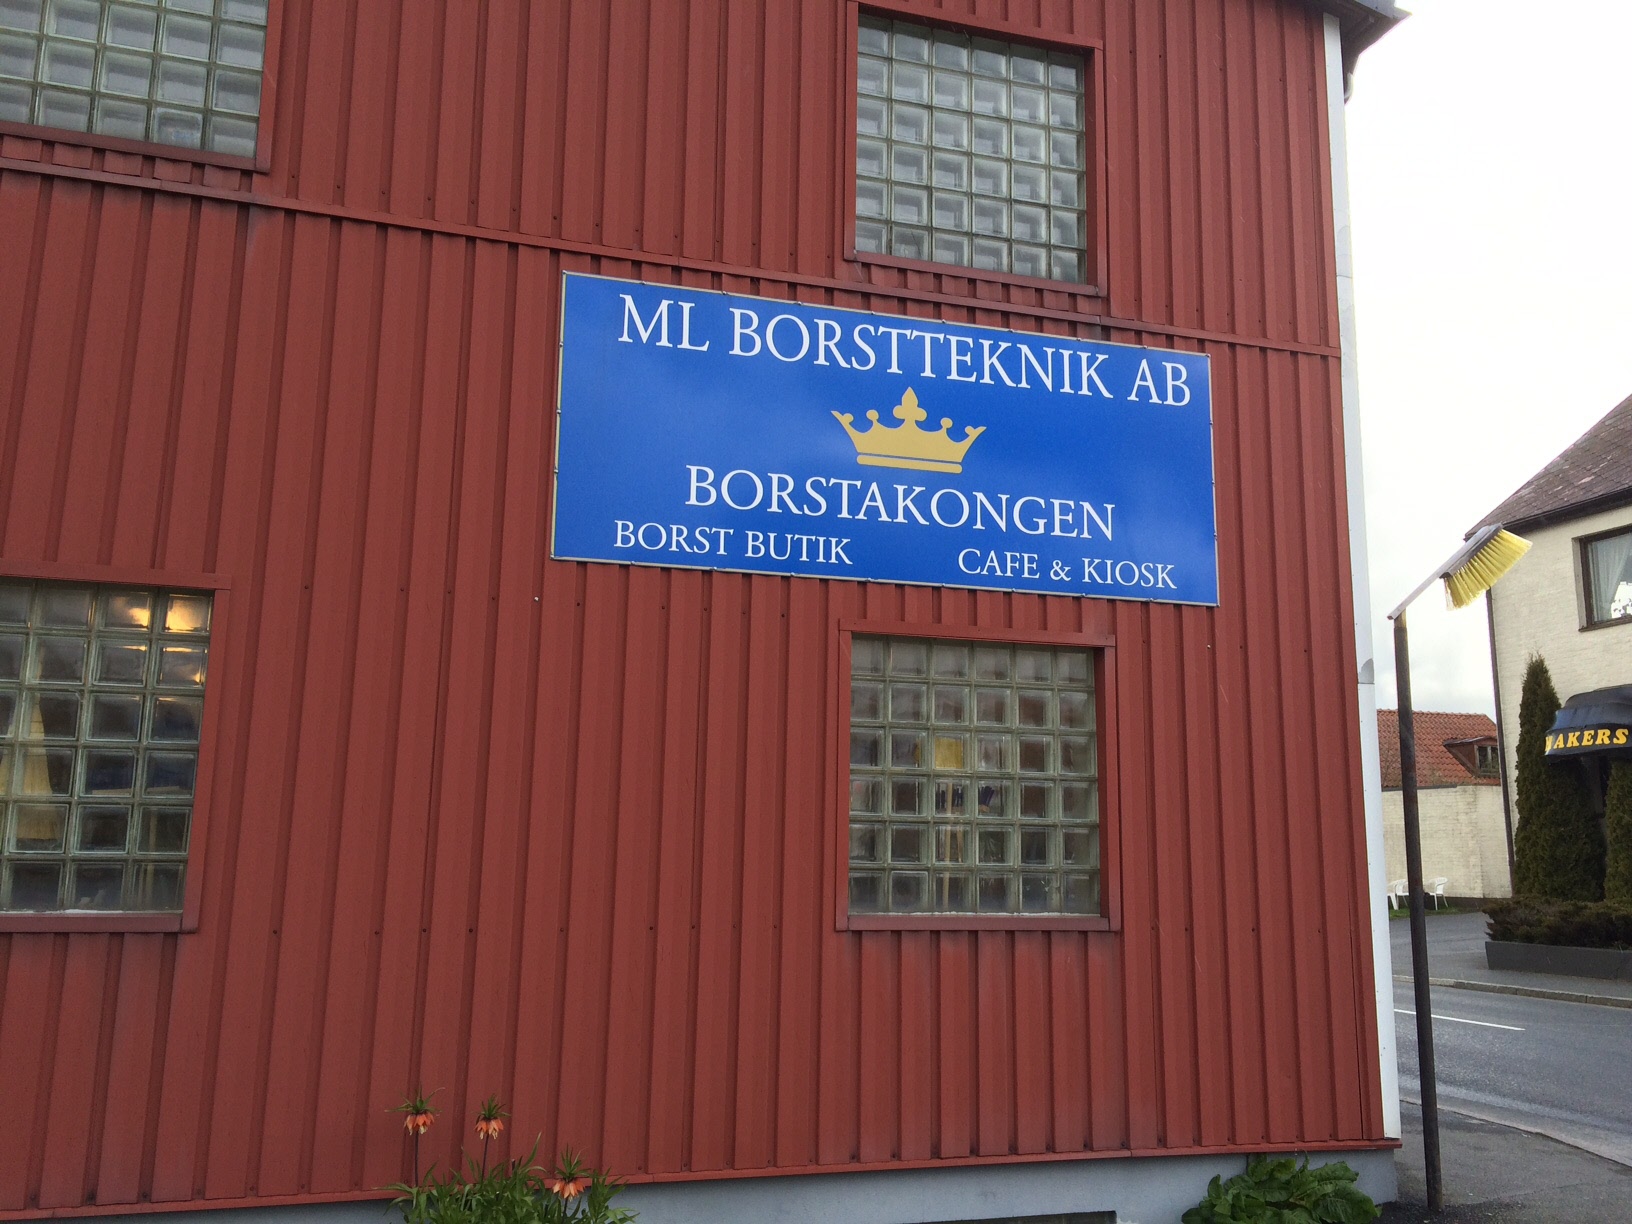 ML BORSTTEKNIK AB
BORSTAKONGEN
BORST BUTIK
CAFE & KIOSK